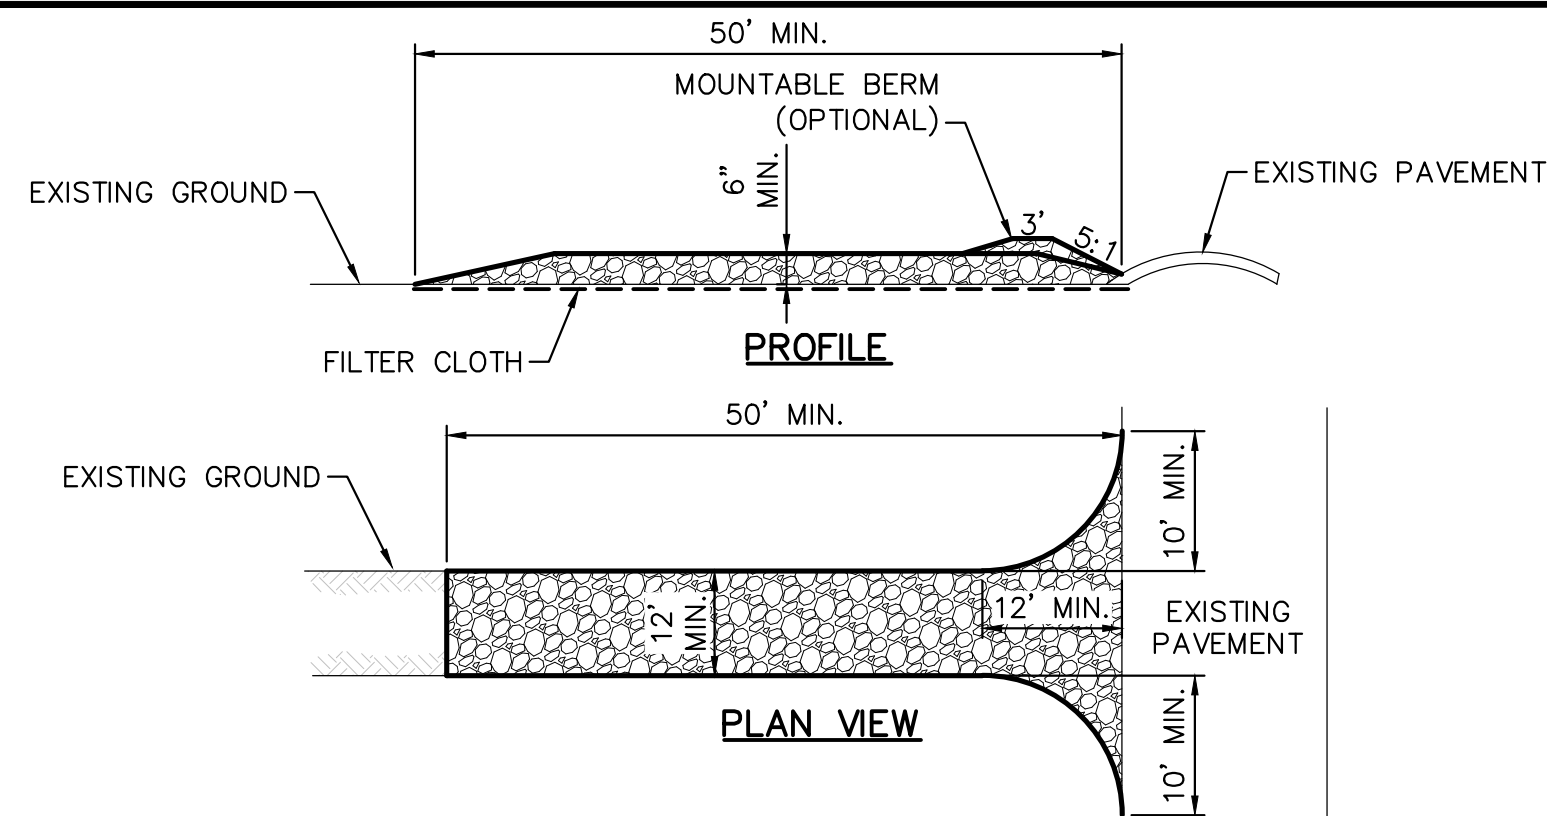 50' MIN.
MOUNTABLE BERM
(OPTIONAL)
6"
MIN.
EXISTING GROUND
EXISTING PAVEMENT
3'
5:1
FILTER CLOTH
PROFILE
50' MIN.
EXISTING GROUND
10' MIN.
12'
MIN.
12' MIN.
EXISTING
PAVEMENT
10' MIN.
PLAN VIEW